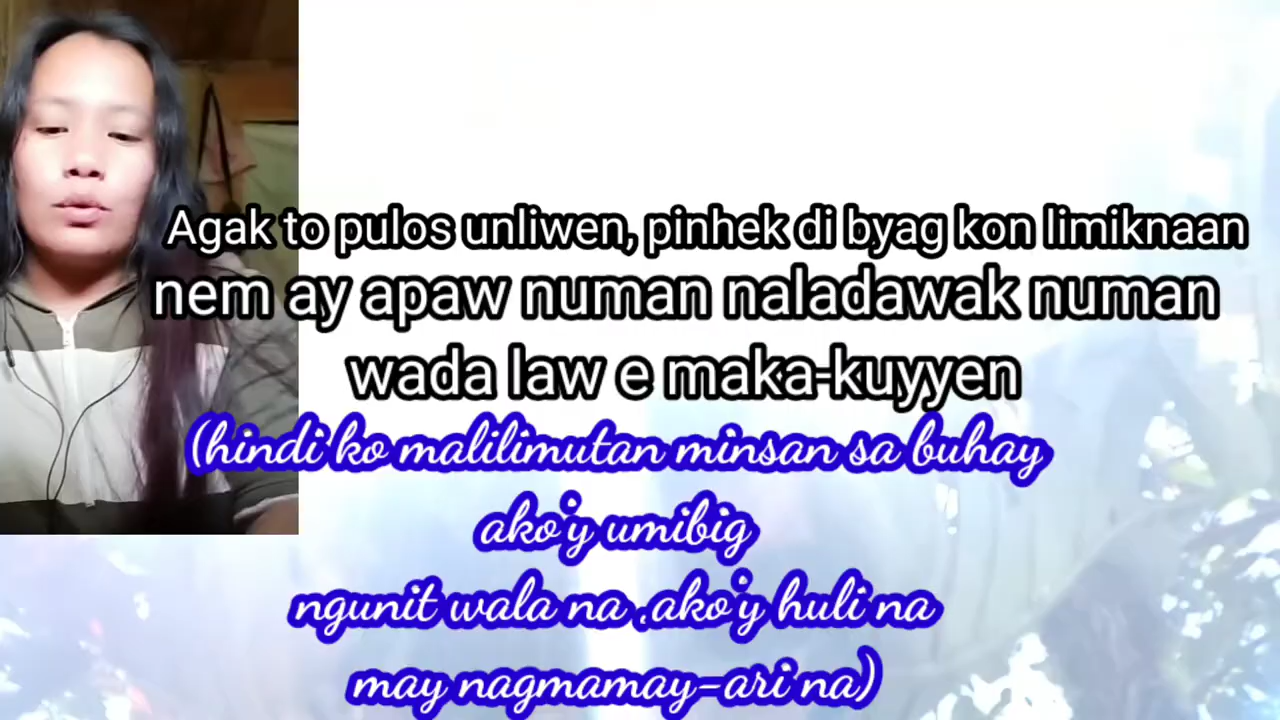 Agak to pulos unliwen, pinhek di byag kon limiknaan
nem ay apaw numan naladawak numan
wada law e maka-kuyyen
(hindi ko malilimutan minsan sa buhay
ako'y umibig
ngunit wala na ,ako'y huli na
may nagmamay-ari na)